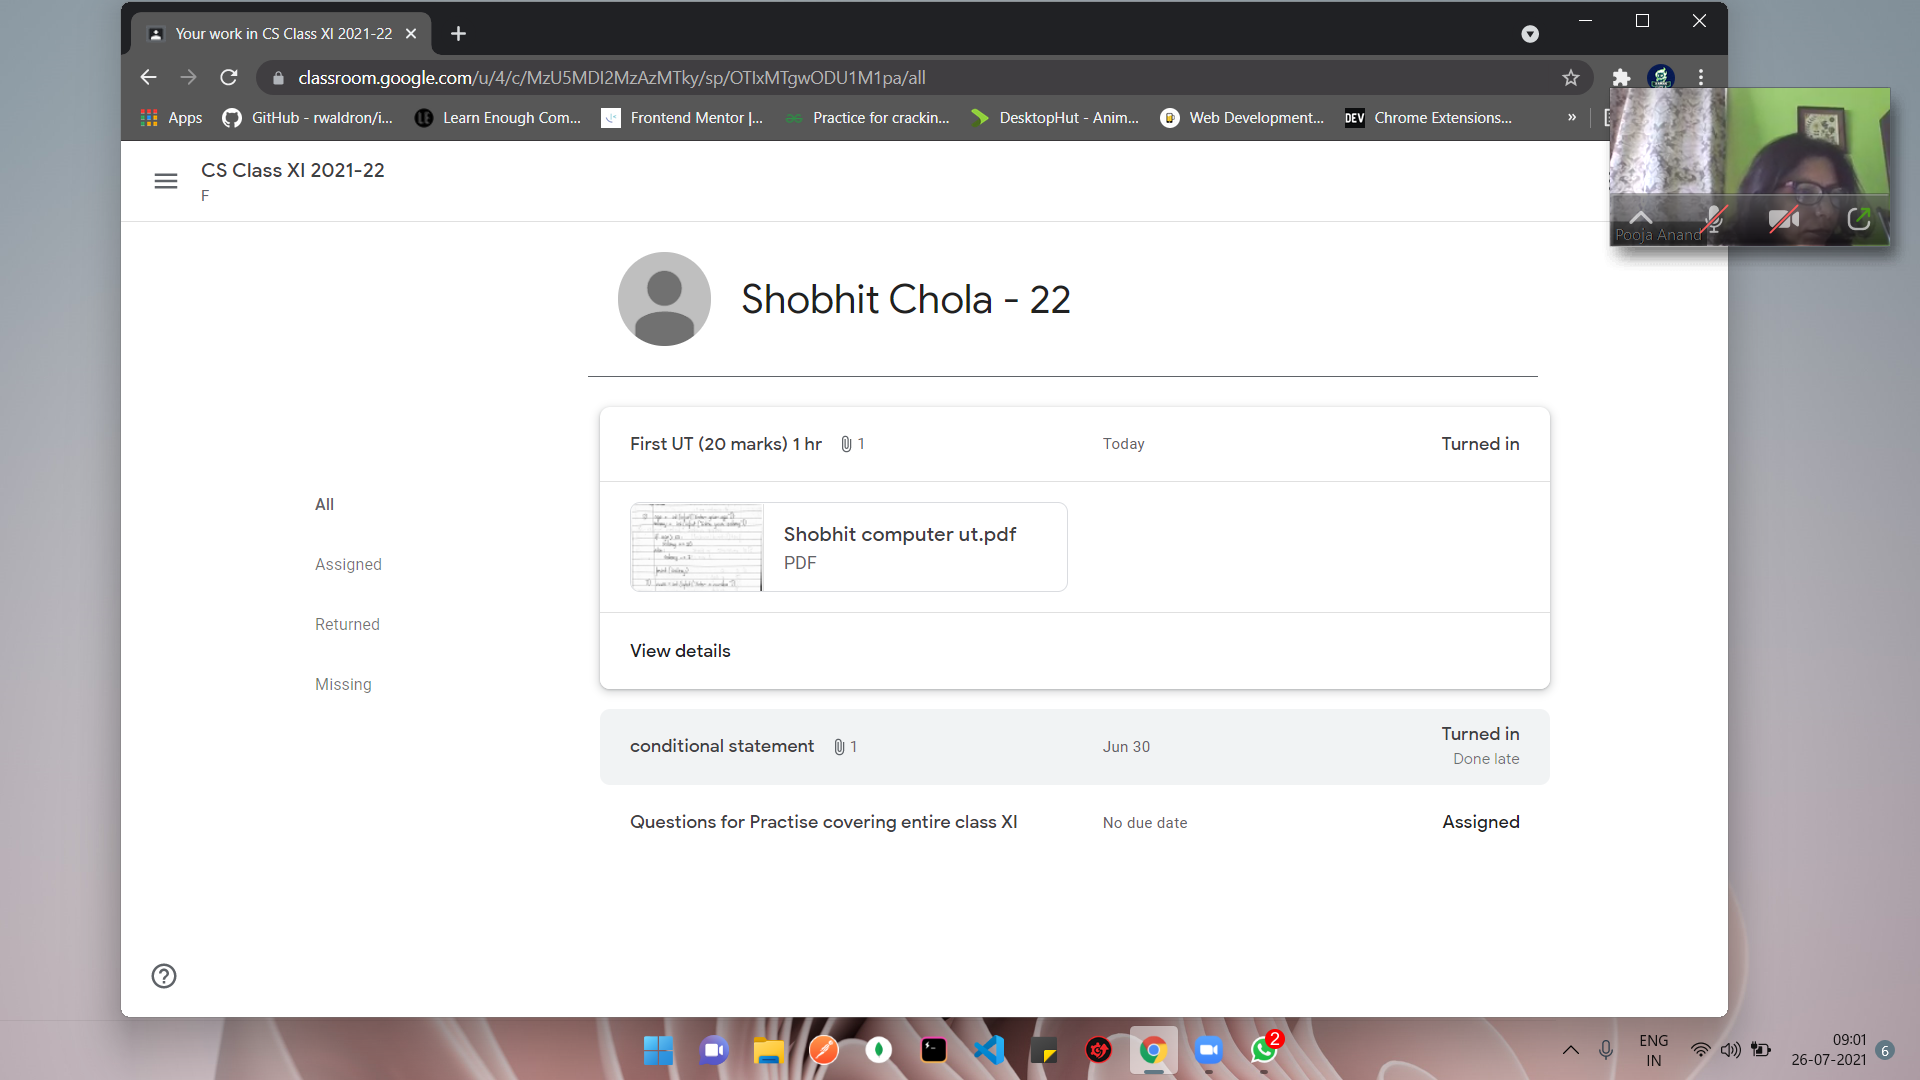 Your work in CS Class XI 2021-22
classroom.google.com/u/4/c/MzU5MDI2MzAzMTky/sp/OTIxMTgwODU1M1pa/all
Apps
GitHub - rwaldron/i...
Learn Enough Com...
Frontend Mentor |...
Practice for crackin...
DesktopHut - Anim...
Web Development...
DEV Chrome Extensions...
»
CS Class XI 2021-22
F
Pooja Anand
Shobhit Chola - 22
First UT (20 marks) 1 hr 1 Today Turned in
All
Assigned
Returned
Missing
Shobhit computer ut.pdf
PDF
View details
conditional statement 1 Jun 30 Turned in
Done late
Questions for Practise covering entire class XI No due date Assigned
2
ENG
IN
09:01
26-07-2021
6